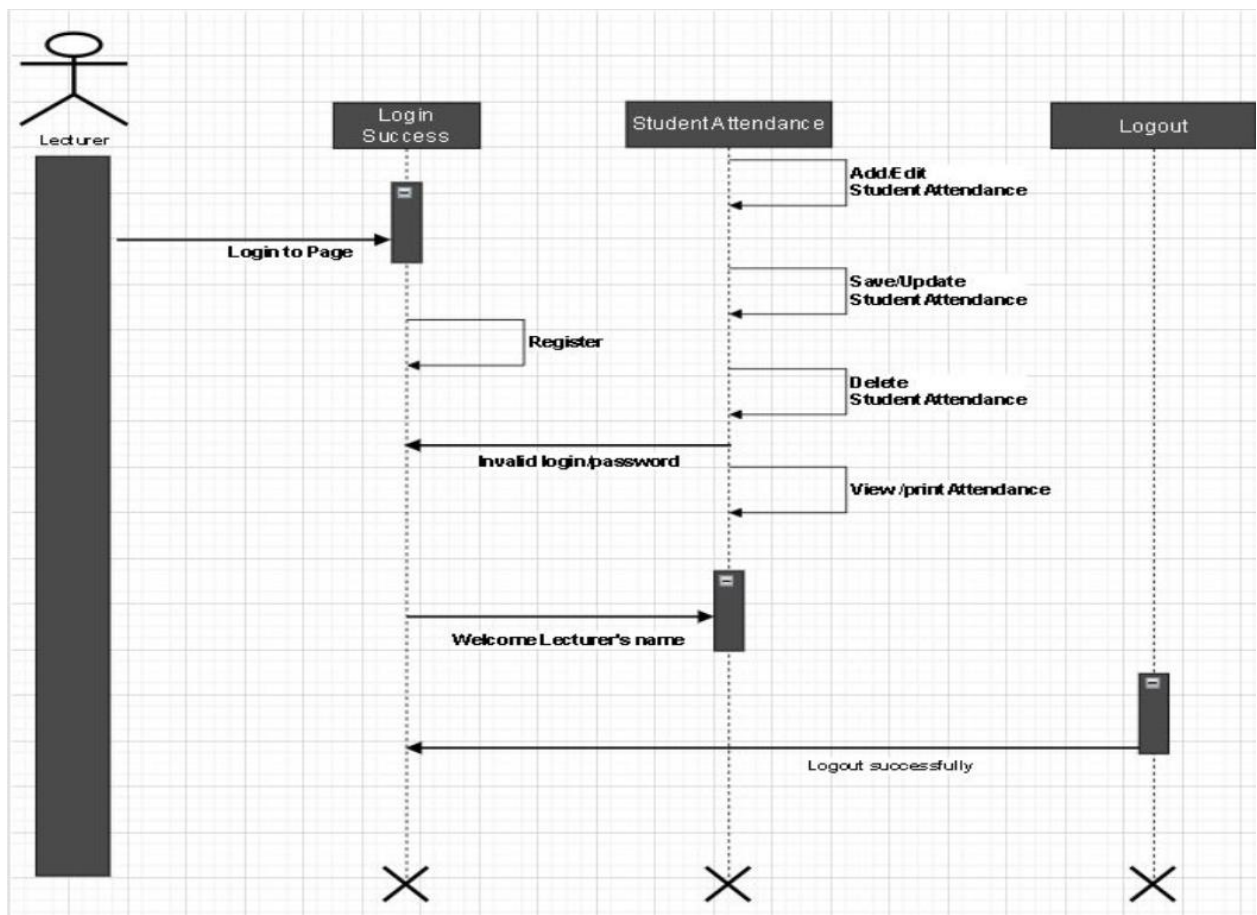 Lecturer
Login
Success
Student Attendance
Logout
Add/Edit
Student Attendance
Login to Page
Save/Update
Student Attendance
Register
Delete
Student Attendance
Invalid login/password
View /print Attendance
Welcome Lecturer's name
Logout successfully